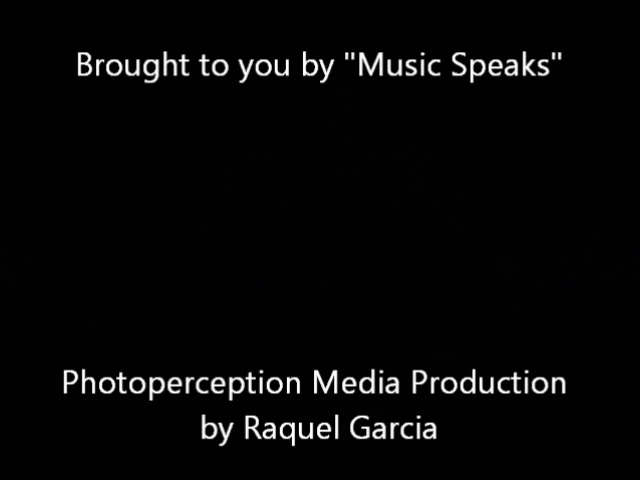 Brought to you by "Music Speaks"
Photoperception Media Production
by Raquel Garcia